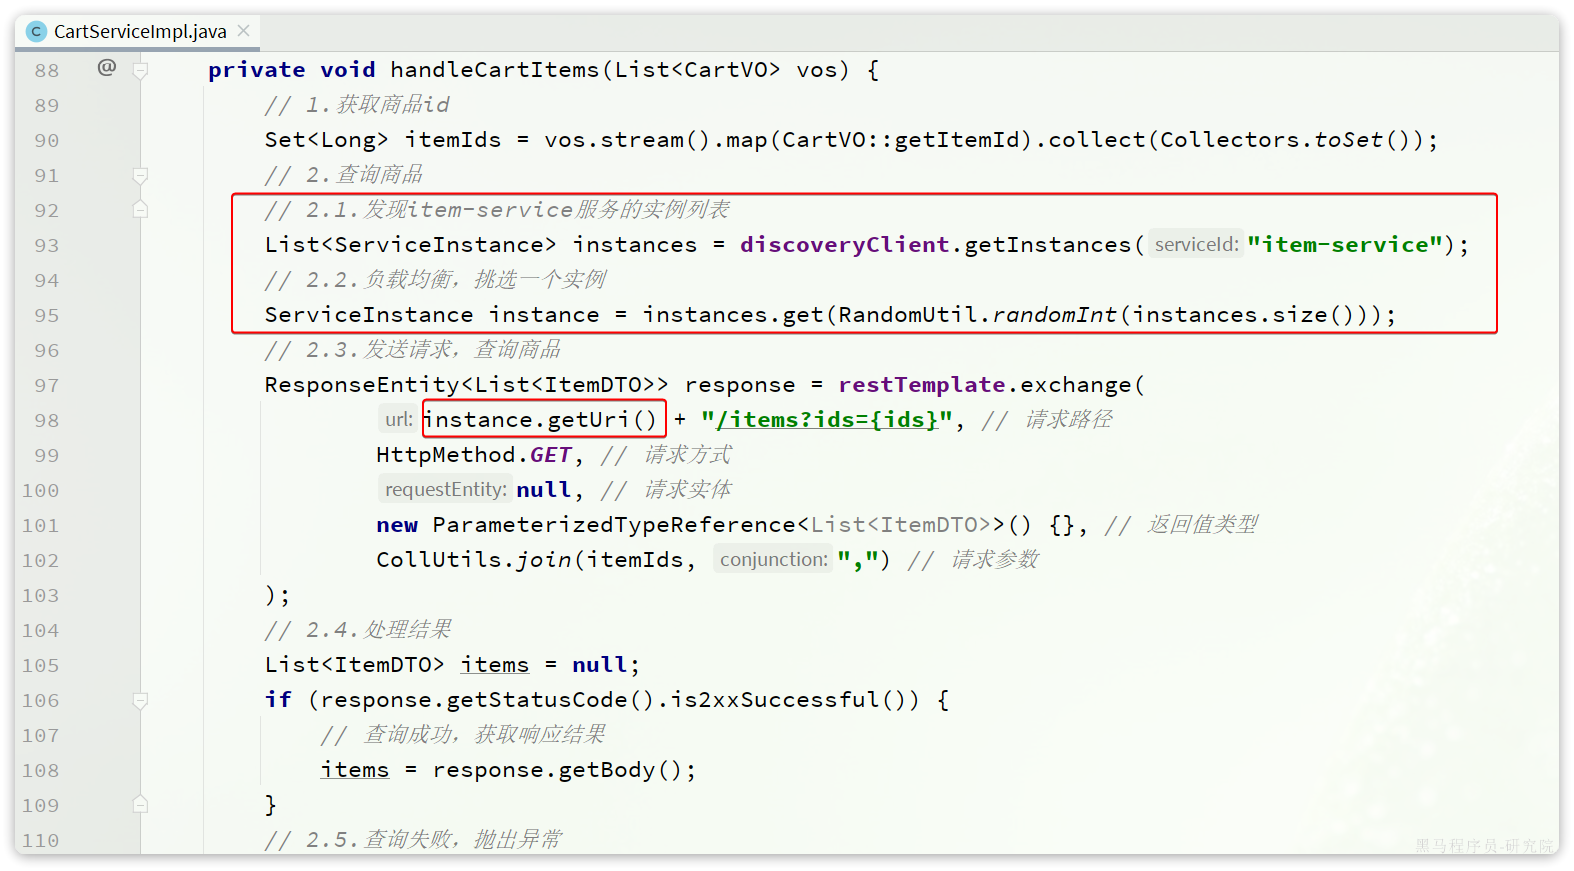 CartServiceImpl.java
88 @ private void handleCartItems(List<CartVO> vos) {
89 // 1.获取商品id
90 Set<Long> itemIds = vos.stream().map(CartVO::getItemId).collect(Collectors.toSet());
91 // 2.查询商品
92 // 2.1.发现item-service服务的实例列表
93 List<ServiceInstance> instances = discoveryClient.getInstances( serviceId: "item-service");
94 // 2.2.负载均衡，挑选一个实例
95 ServiceInstance instance = instances.get(RandomUtil.randomInt(instances.size()));
96 // 2.3.发送请求，查询商品
97 ResponseEntity<List<ItemDTO>> response = restTemplate.exchange(
98 url: instance.getUri() + "/items?ids={ids}", // 请求路径
99 HttpMethod.GET, // 请求方式
100 requestEntity: null, // 请求实体
101 new ParameterizedTypeReference<List<ItemDTO>>() {}, // 返回值类型
102 CollUtils.join(itemIds, conjunction: ",") // 请求参数
103 );
104 // 2.4.处理结果
105 List<ItemDTO> items = null;
106 if (response.getStatusCode().is2xxSuccessful()) {
107 // 查询成功，获取响应结果
108 items = response.getBody();
109 }
110 // 2.5.查询失败，抛出异常
黑马程序员-研究院